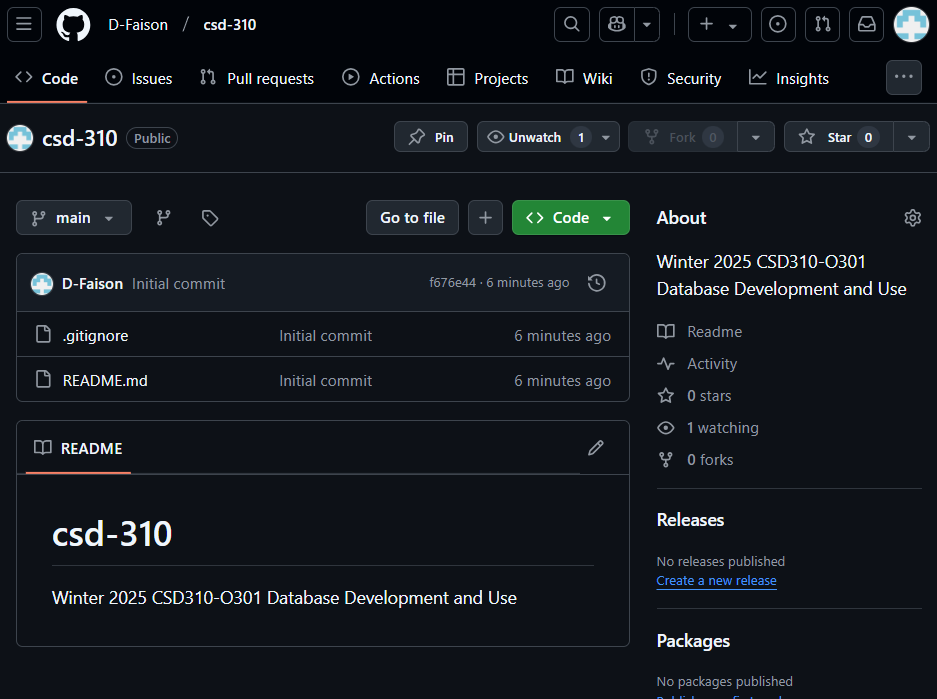 D-Faison / csd-310
Code Issues Pull requests Actions Projects Wiki Security Insights
csd-310 Public Pin Unwatch 1 Fork 0 Star 0
main Go to file Code
D-Faison Initial commit f676e44 · 6 minutes ago
.gitignore Initial commit 6 minutes ago
README.md Initial commit 6 minutes ago
README
csd-310
Winter 2025 CSD310-O301 Database Development and Use
About
Winter 2025 CSD310-O301
Database Development and Use
Readme
Activity
0 stars
1 watching
0 forks
Releases
No releases published
Create a new release
Packages
No packages published